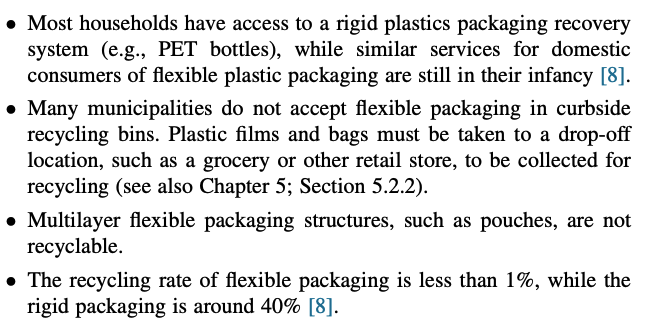 • Most households have access to a rigid plastics packaging recovery
system (e.g., PET bottles), while similar services for domestic
consumers of flexible plastic packaging are still in their infancy [8].
• Many municipalities do not accept flexible packaging in curbside
recycling bins. Plastic films and bags must be taken to a drop-off
location, such as a grocery or other retail store, to be collected for
recycling (see also Chapter 5; Section 5.2.2).
• Multilayer flexible packaging structures, such as pouches, are not
recyclable.
• The recycling rate of flexible packaging is less than 1%, while the
rigid packaging is around 40% [8].